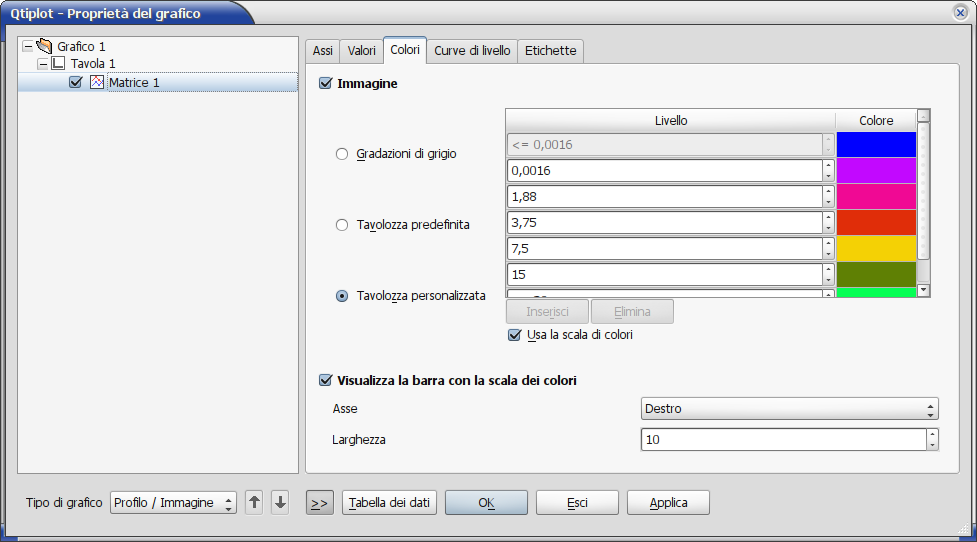 Qtiplot - Proprietà del grafico
Grafico 1
Tavola 1
Matrice 1
Assi Valori Colori Curve di livello Etichette
Immagine
Livello Colore
Gradazioni di grigio
<= 0,0016
0,0016
1,88
Tavolozza predefinita
3,75
7,5
15
Tavolozza personalizzata
Inserisci Elimina
Usa la scala di colori
Visualizza la barra con la scala dei colori
Asse Destro
Larghezza 10
Tipo di grafico Profilo / Immagine >> Tabella dei dati OK Esci Applica